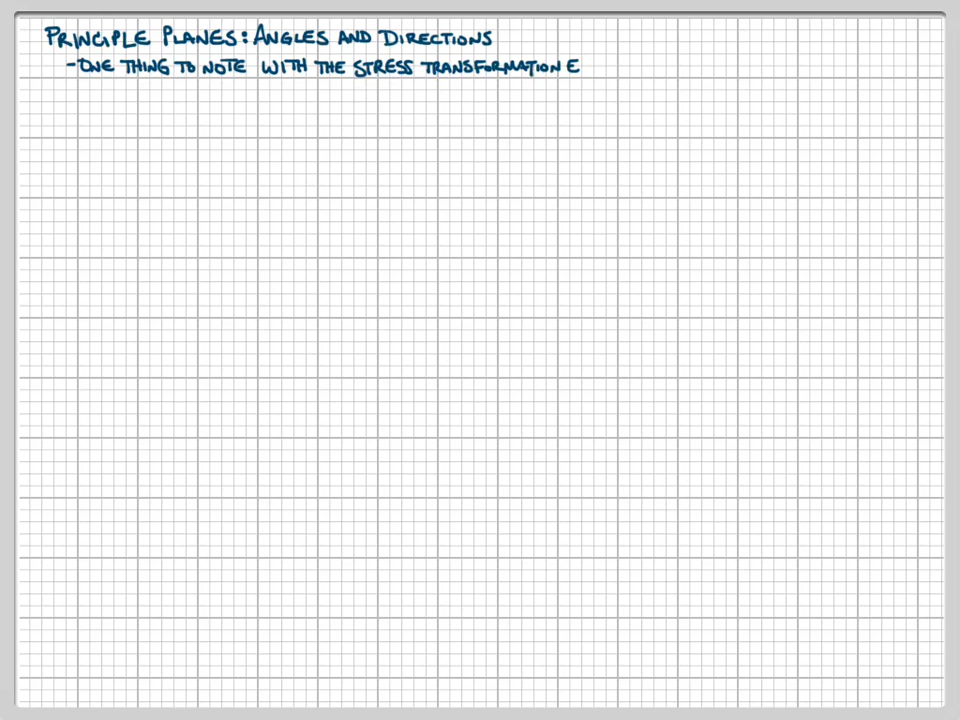 PRINCIPLE PLANES: ANGLES AND DIRECTIONS
-ONE THING TO NOTE WITH THE STRESS TRANSFORMATION E